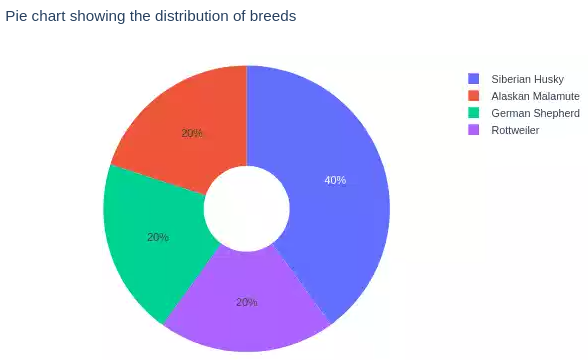 Pie chart showing the distribution of breeds
Siberian Husky
Alaskan Malamute
German Shepherd
Rottweiler
20%
40%
20%
20%